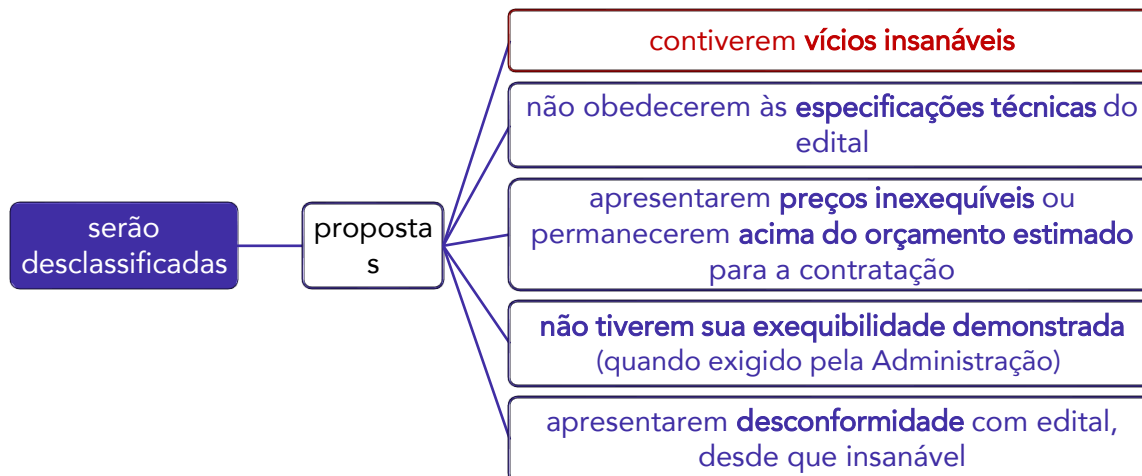 contiverem vícios insanáveis
não obedecerem às especificações técnicas do
edital
apresentarem preços inexequíveis ou
permanecerem acima do orçamento estimado
para a contratação
serão
desclassificadas
proposta
s
não tiverem sua exequibilidade demonstrada
(quando exigido pela Administração)
apresentarem desconformidade com edital,
desde que insanável